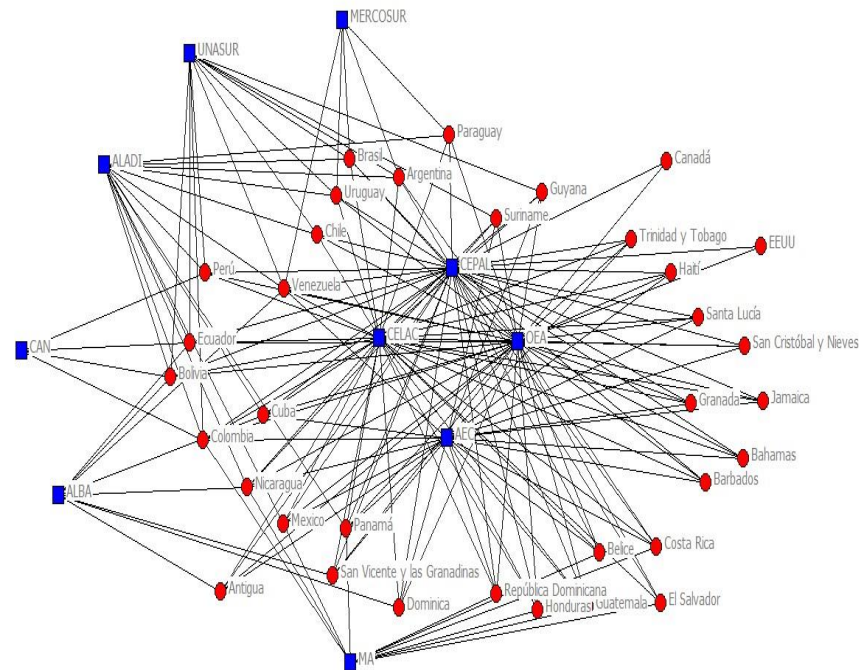 MERCOSUR
UNASUR
Paraguay
Brasil
Canadá
ALADI
Argentina
Uruguay
Guyana
Suriname
Chile
Trinidad y Tobago
EEUU
CEPAL
Perú
Haití
Venezuela
Santa Lucía
CELAC
OEA
Ecuador
San Cristóbal y Nieves
CAN
Bolivia
Jamaica
Granada
Cuba
Colombia
AEC
Bahamas
Barbados
Nicaragua
ALBA
Mexico
Panamá
Costa Rica
Belice
San Vicente y las Granadinas
Antigua
República Dominicana
El Salvador
Dominica
Honduras
Guatemala
MA